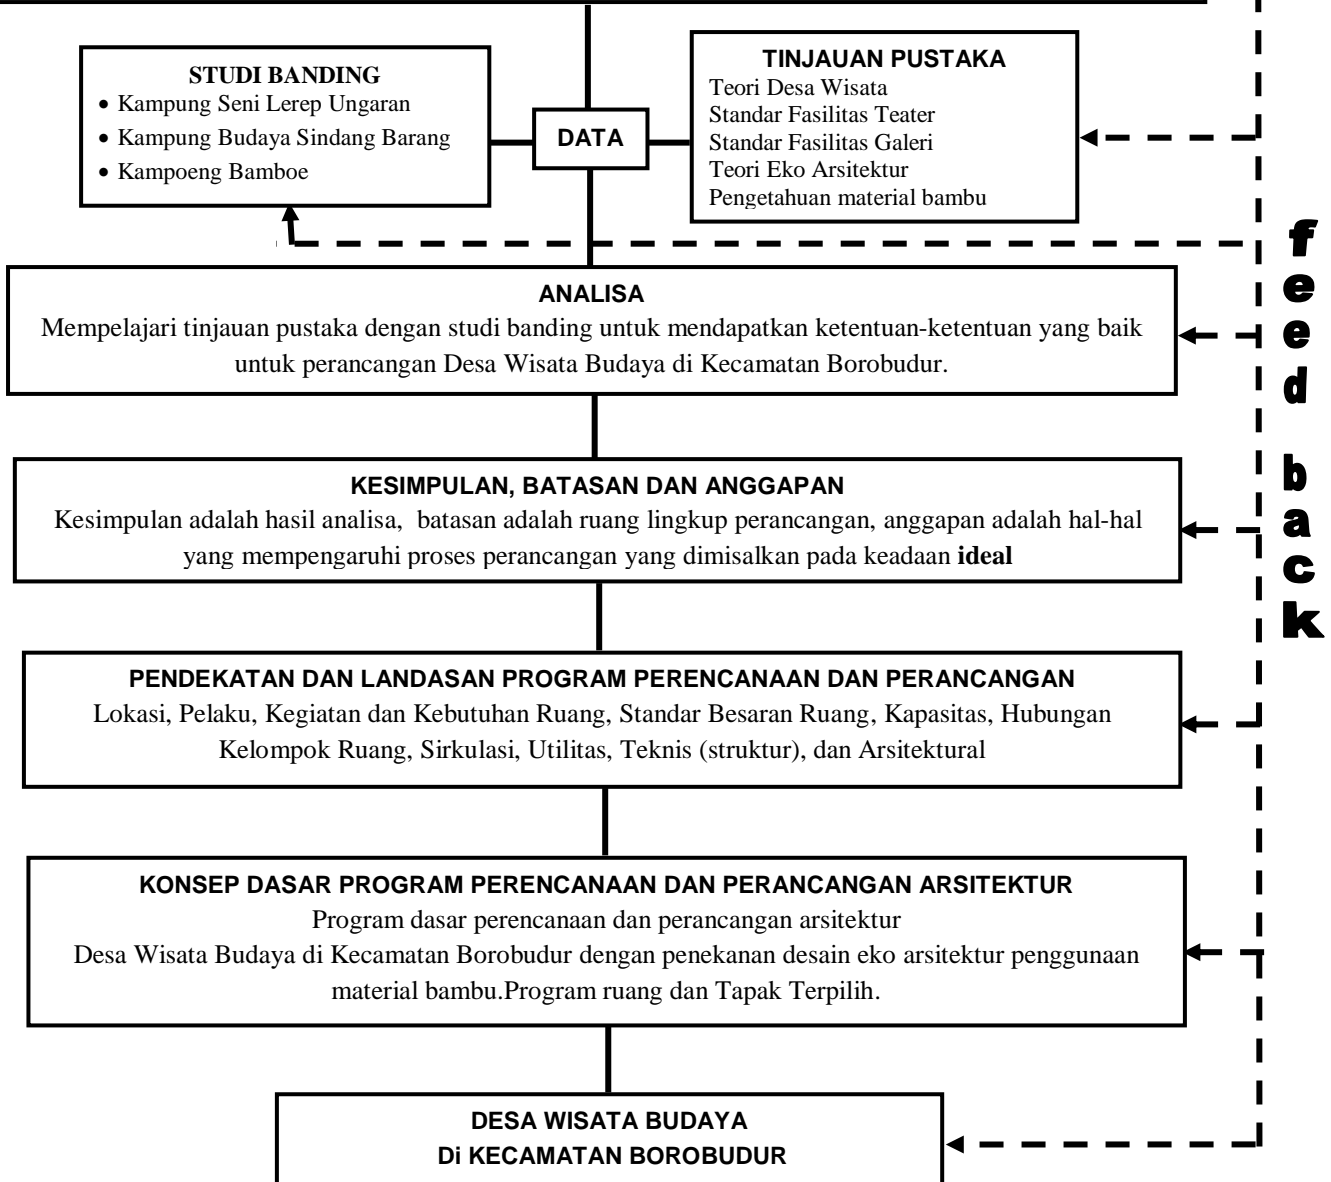 STUDI BANDING
• Kampung Seni Lerep Ungaran
• Kampung Budaya Sindang Barang
• Kampoeng Bamboe
DATA
TINJAUAN PUSTAKA
Teori Desa Wisata
Standar Fasilitas Teater
Standar Fasilitas Galeri
Teori Eko Arsitektur
Pengetahuan material bambu
ANALISA
Mempelajari tinjauan pustaka dengan studi banding untuk mendapatkan ketentuan-ketentuan yang baik
untuk perancangan Desa Wisata Budaya di Kecamatan Borobudur.
KESIMPULAN, BATASAN DAN ANGGAPAN
Kesimpulan adalah hasil analisa, batasan adalah ruang lingkup perancangan, anggapan adalah hal-hal
yang mempengaruhi proses perancangan yang dimisalkan pada keadaan ideal
PENDEKATAN DAN LANDASAN PROGRAM PERENCANAAN DAN PERANCANGAN
Lokasi, Pelaku, Kegiatan dan Kebutuhan Ruang, Standar Besaran Ruang, Kapasitas, Hubungan
Kelompok Ruang, Sirkulasi, Utilitas, Teknis (struktur), dan Arsitektural
KONSEP DASAR PROGRAM PERENCANAAN DAN PERANCANGAN ARSITEKTUR
Program dasar perencanaan dan perancangan arsitektur
Desa Wisata Budaya di Kecamatan Borobudur dengan penekanan desain eko arsitektur penggunaan
material bambu.Program ruang dan Tapak Terpilih.
DESA WISATA BUDAYA
Di KECAMATAN BOROBUDUR
feed back